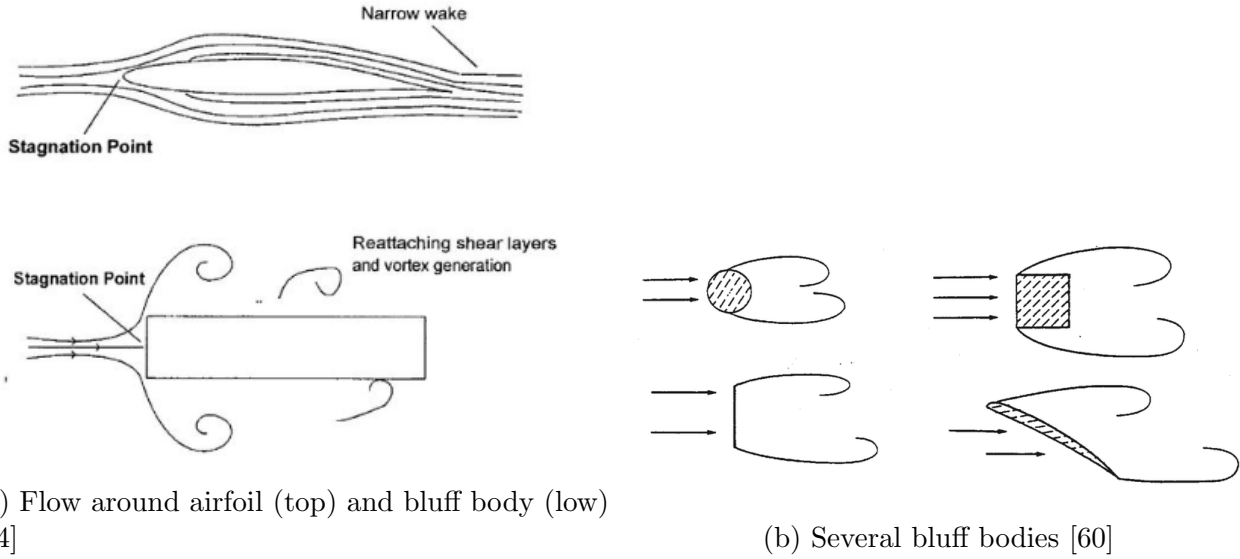 Narrow wake
Stagnation Point
Reattaching shear layers
and vortex generation
Stagnation Point
) Flow around airfoil (top) and bluff body (low)
4]
(b) Several bluff bodies [60]